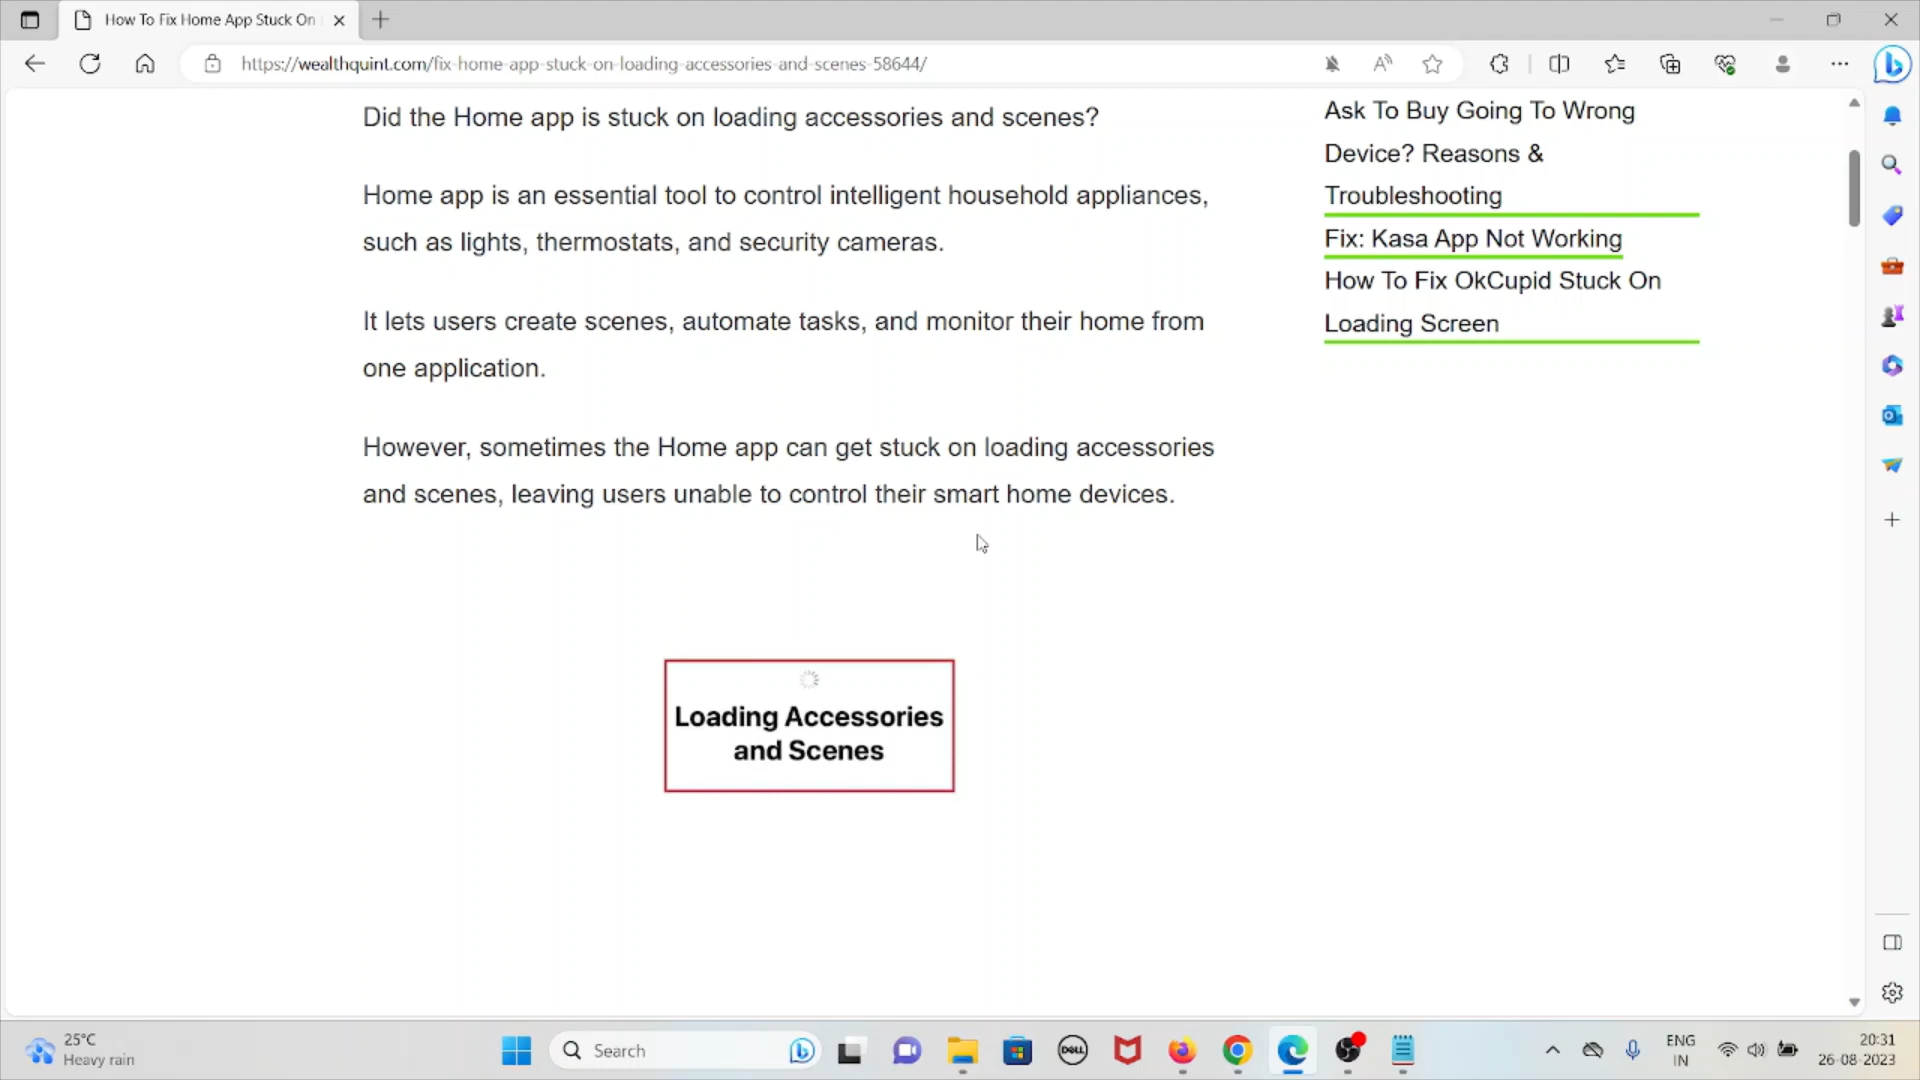 How To Fix Home App Stuck On
https://wealthquint.com/fix-home-app-stuck-on-loading-accessories-and-scenes-58644/
Did the Home app is stuck on loading accessories and scenes?
Home app is an essential tool to control intelligent household appliances,
such as lights, thermostats, and security cameras.
It lets users create scenes, automate tasks, and monitor their home from
one application.
However, sometimes the Home app can get stuck on loading accessories
and scenes, leaving users unable to control their smart home devices.
Loading Accessories
and Scenes
Ask To Buy Going To Wrong
Device? Reasons &
Troubleshooting
Fix: Kasa App Not Working
How To Fix OkCupid Stuck On
Loading Screen
25°C
Heavy rain
Search
DELL
ENG
IN
20:31
26-08-2023